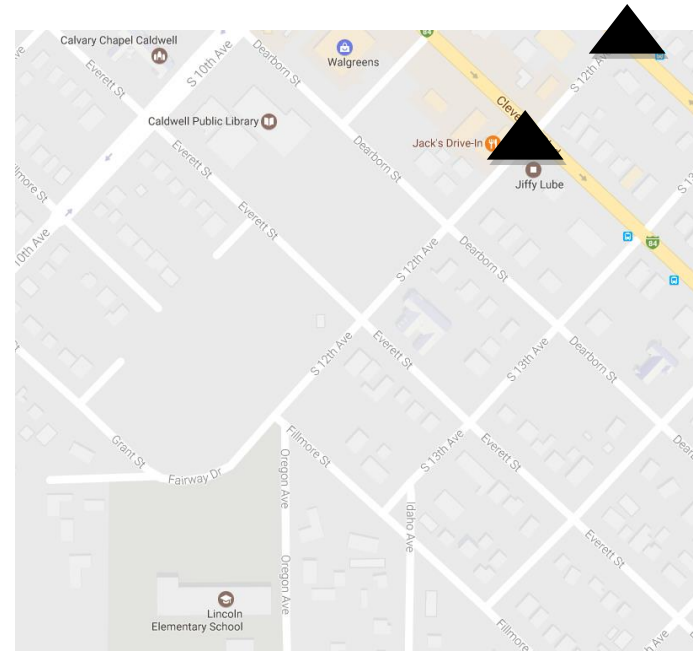 84
Calvary Chapel Caldwell
S 10th Ave
Dearborn St
Walgreens
S 12th
Everett St
Caldwell Public Library
Jack's Drive-In
Dearborn St
Jiffy Lube
Everett St
S 13
10th Ave
Everett St
S 12th Ave
Dearborn St
84
S 12th Ave
Everett St
S 13th Ave
Dearborn St
Grant St
Fairway Dr
Fillmore St
Oregon Ave
S 13th Ave
Everett St
Idaho Ave
Everett St
Oregon Ave
Lincoln
Elementary School